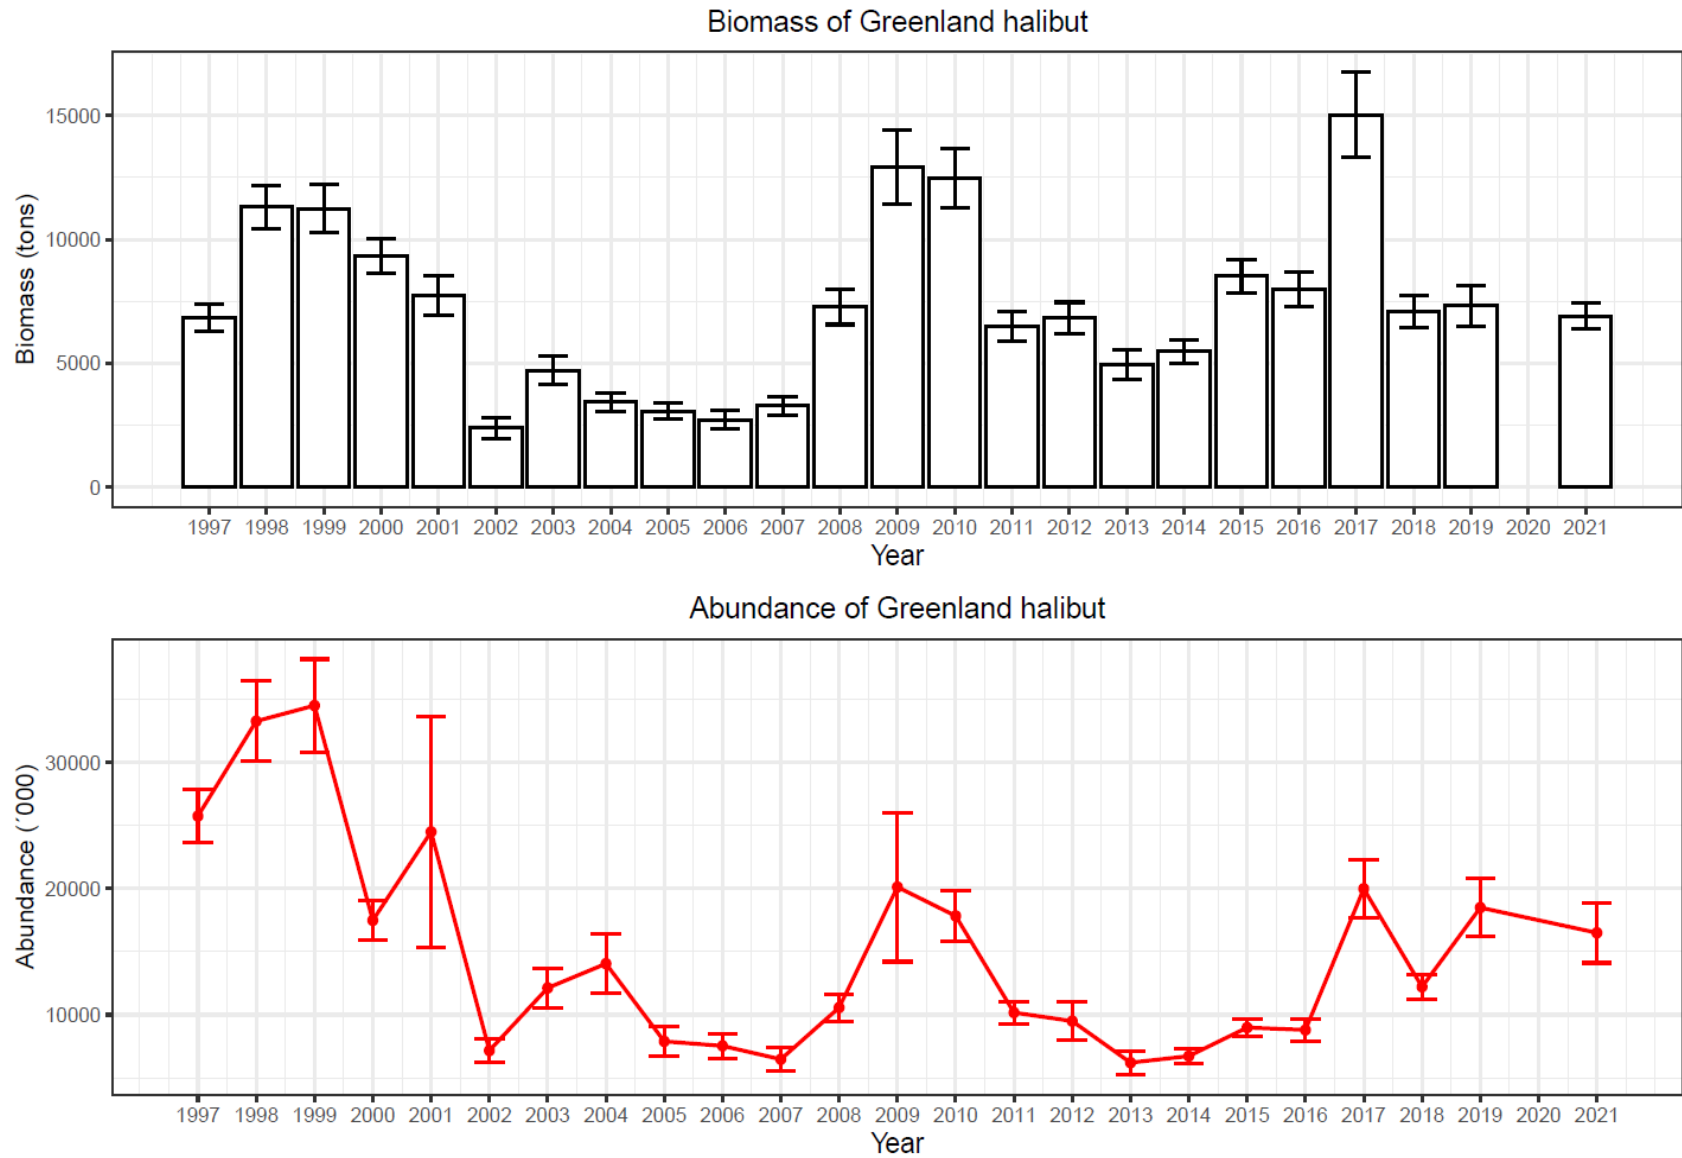 Biomass of Greenland halibut
Biomass (tons)
15000
10000
5000
0
1997 1998 1999 2000 2001 2002 2003 2004 2005 2006 2007 2008 2009 2010 2011 2012 2013 2014 2015 2016 2017 2018 2019 2020 2021
Year
Abundance of Greenland halibut
Abundance (´000)
30000
20000
10000
1997 1998 1999 2000 2001 2002 2003 2004 2005 2006 2007 2008 2009 2010 2011 2012 2013 2014 2015 2016 2017 2018 2019 2020 2021
Year